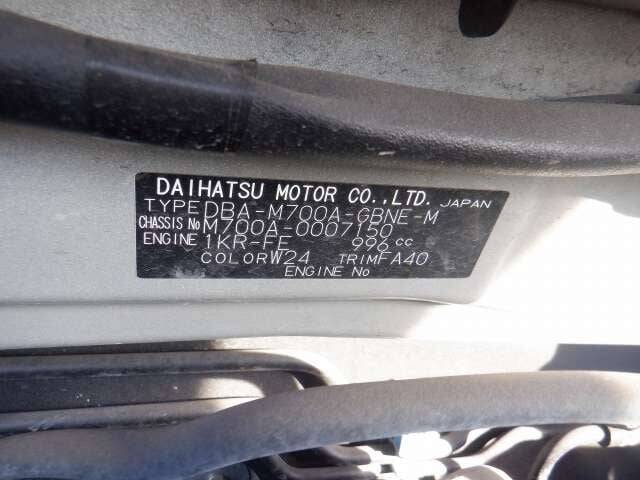 DAIHATSU MOTOR CO.,LTD. JAPAN
TYPE DBA-M700A-GBNE-M
CHASSIS No M700A-0007150
ENGINE 1KR-FE 996 cc
COLOR W24 TRIM FA40
ENGINE No